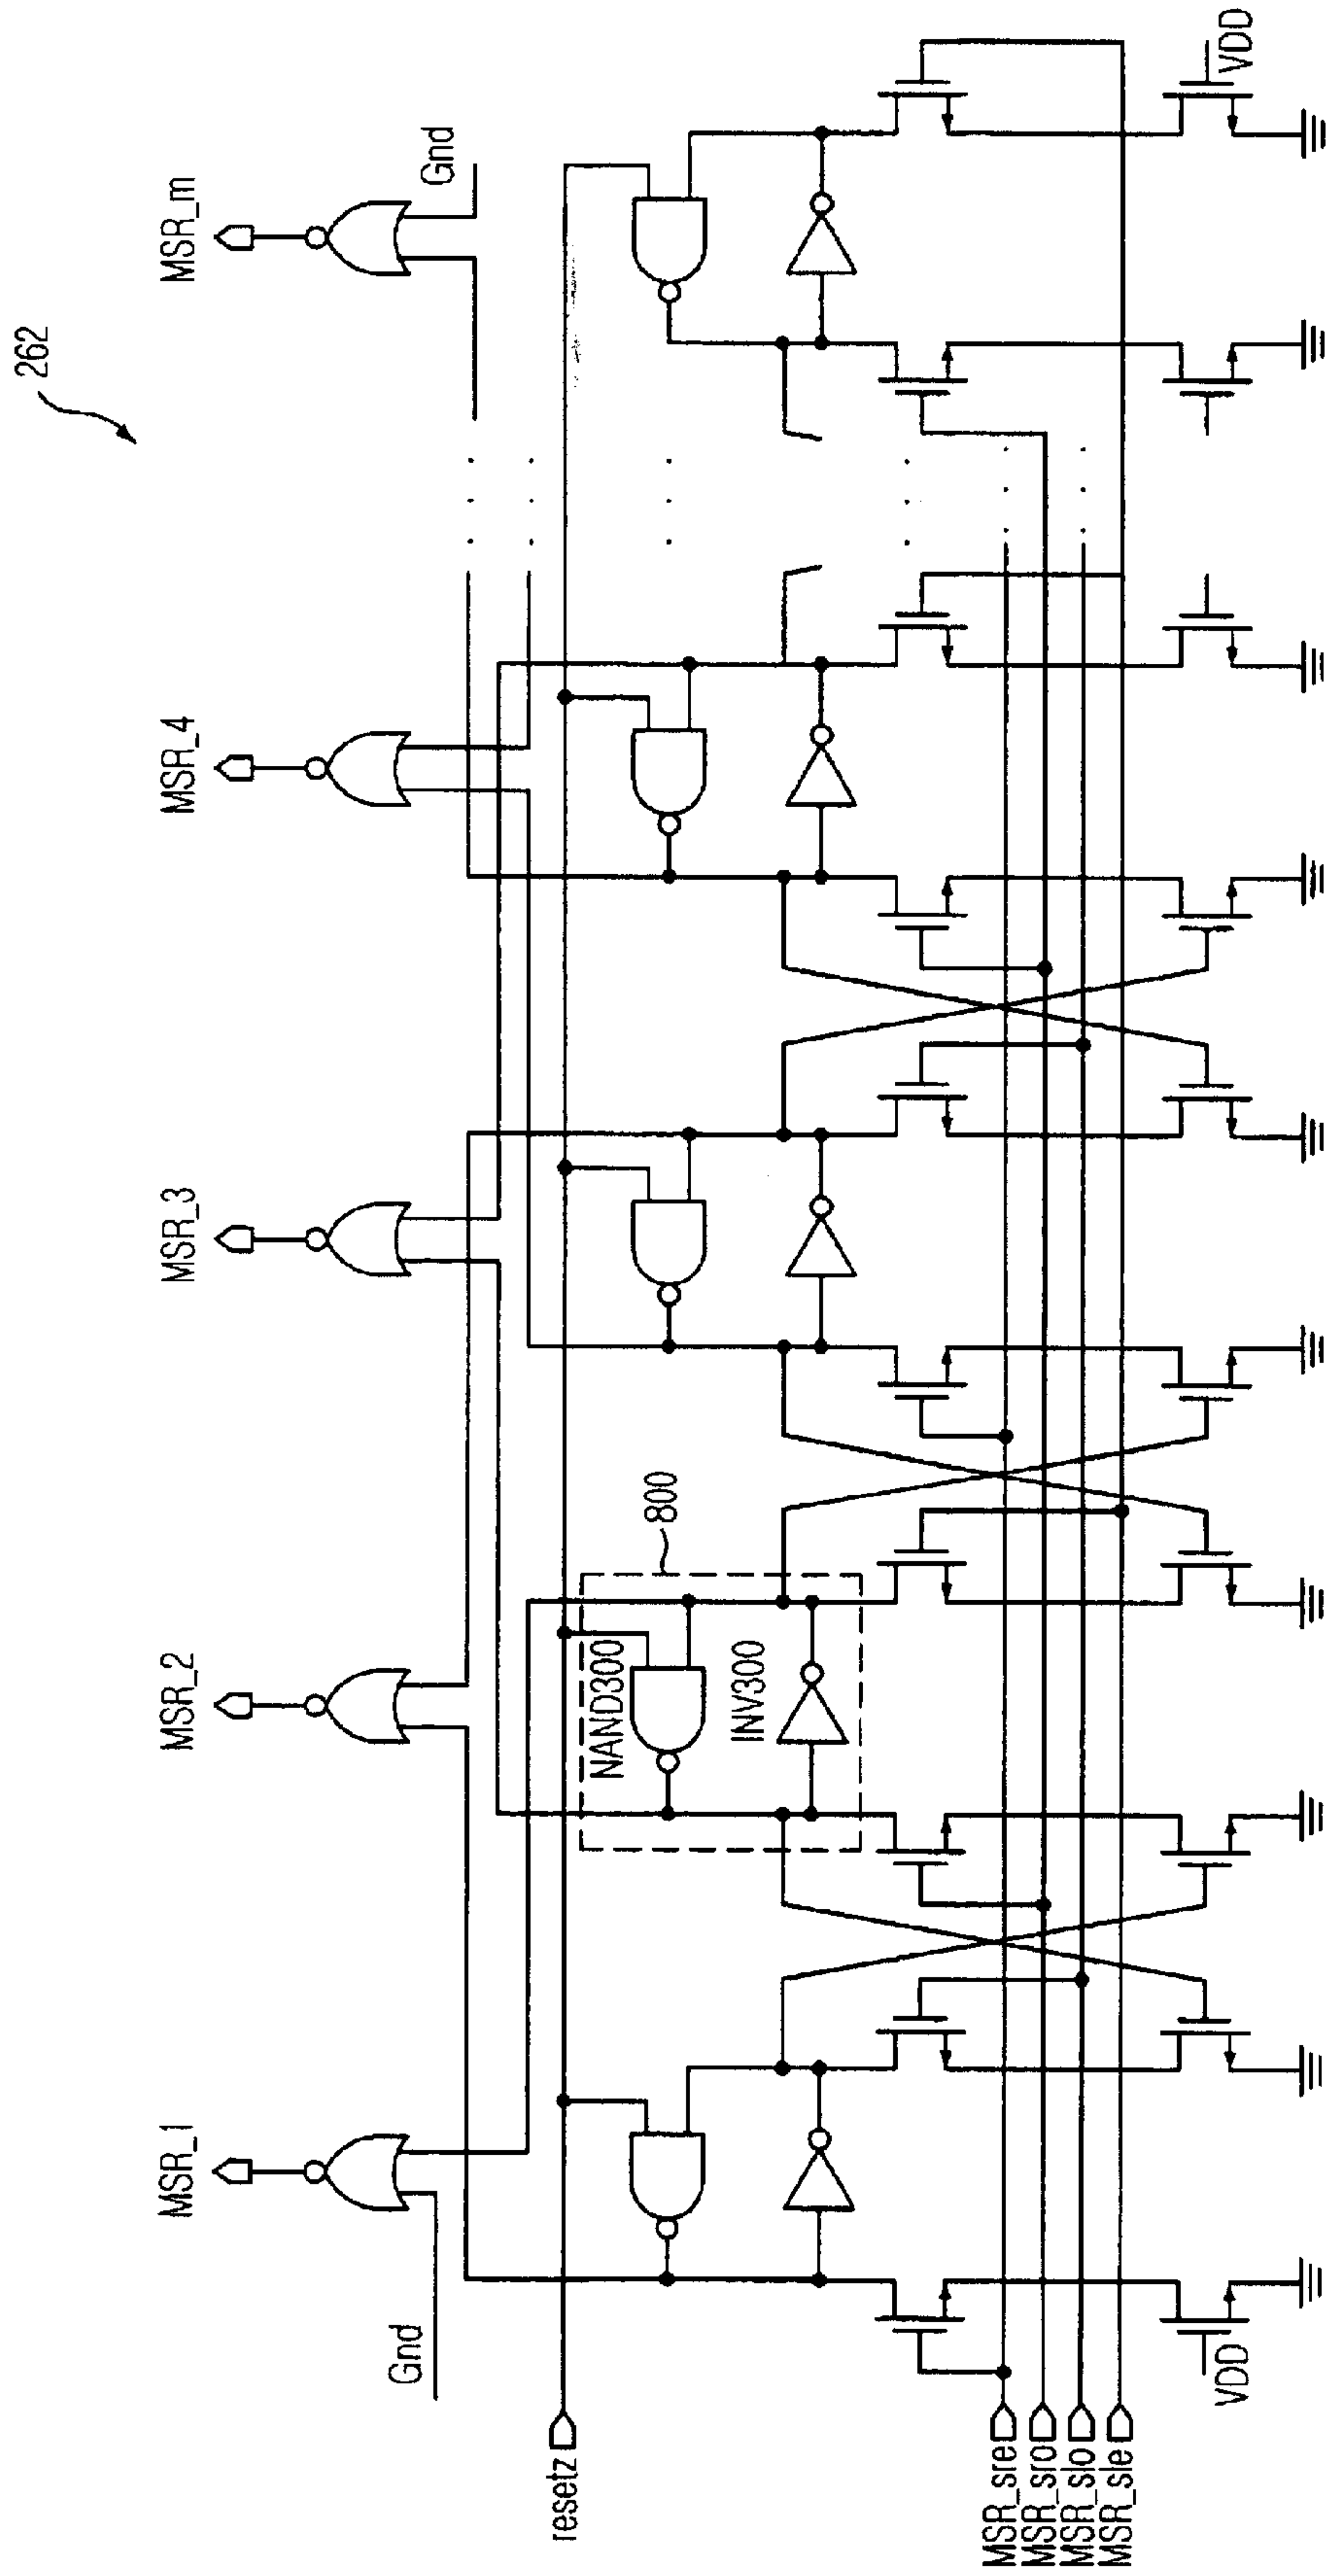 262
MSR_1
MSR_2
MSR_3
MSR_4
MSR_m
Gnd
Gnd
resetz
NAND300
INV300
800
MSR_sre
MSR_sro
MSR_slo
MSR_sle
VDD
VDD